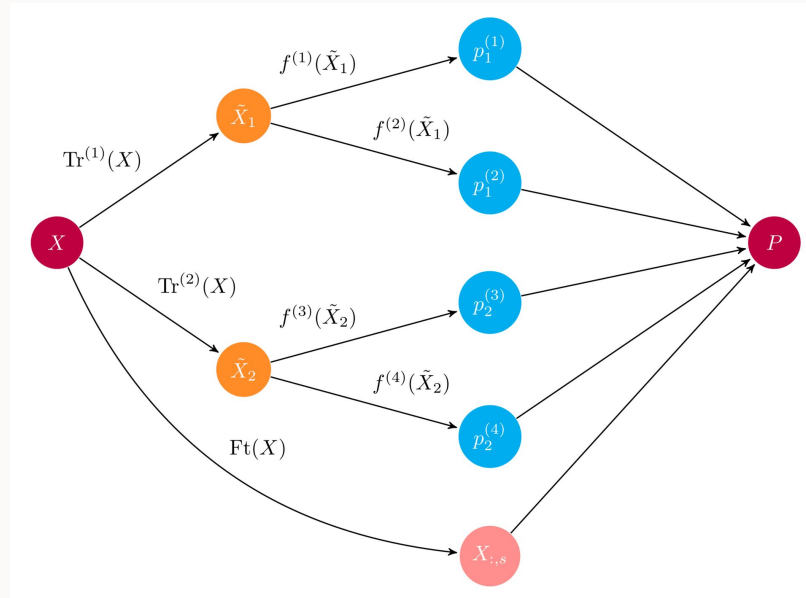 f^{(1)}(\tilde{X}_1)
p_1^{(1)}
\tilde{X}_1
f^{(2)}(\tilde{X}_1)
Tr^{(1)}(X)
p_1^{(2)}
X
P
Tr^{(2)}(X)
f^{(3)}(\tilde{X}_2)
p_2^{(3)}
\tilde{X}_2
f^{(4)}(\tilde{X}_2)
p_2^{(4)}
Ft(X)
X_{:,s}